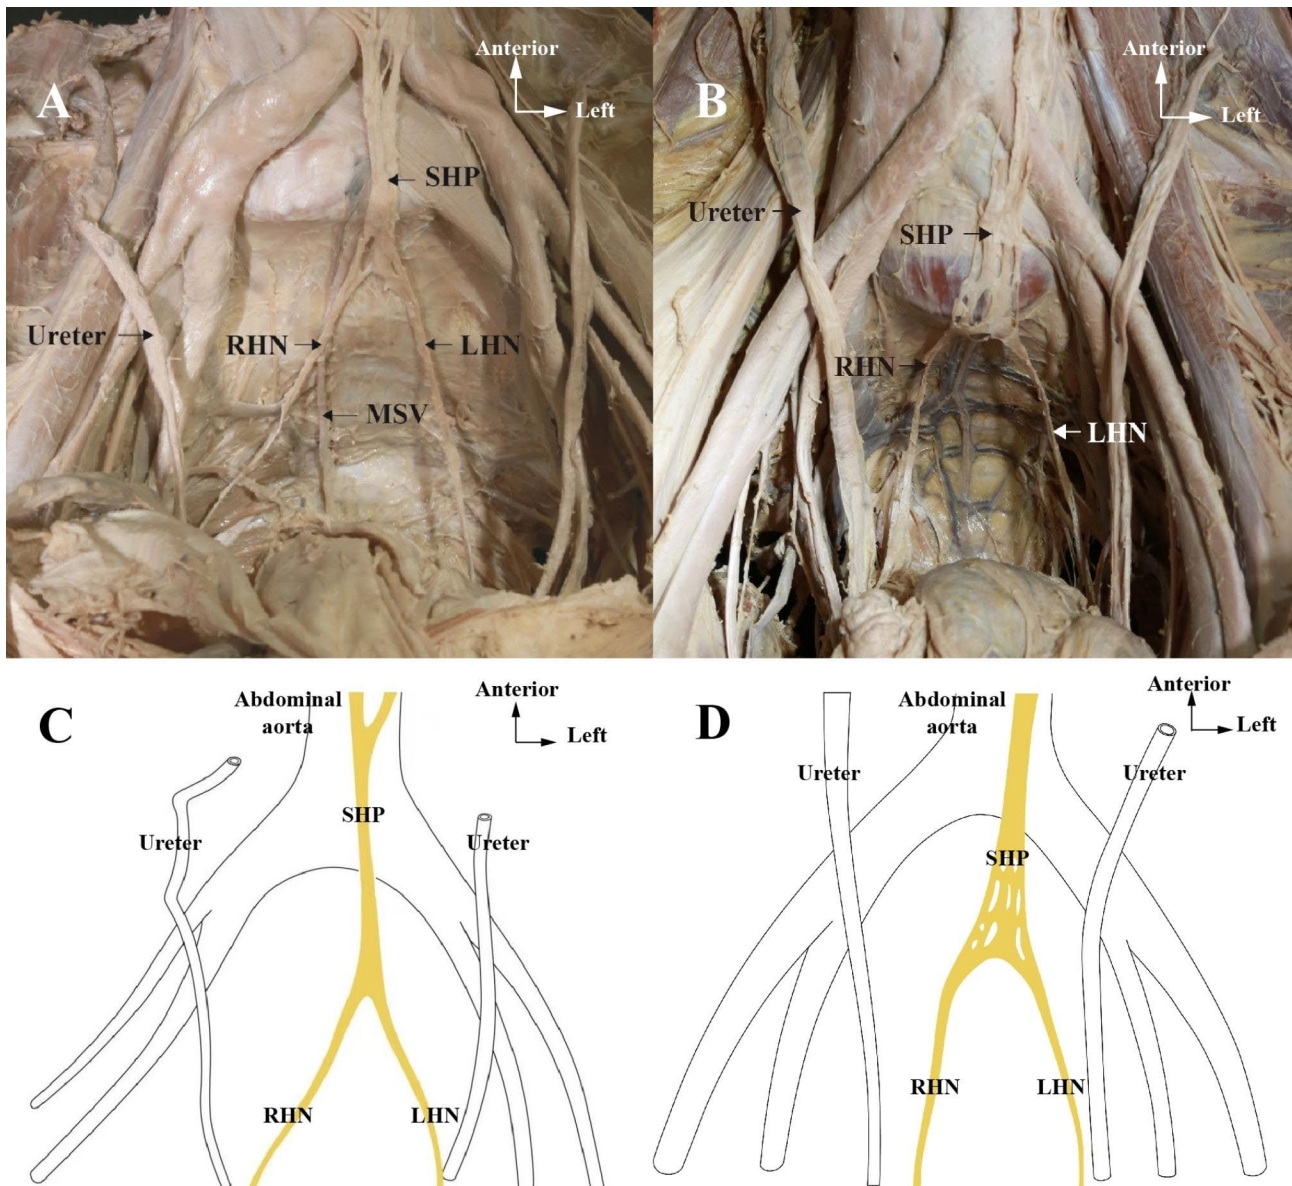 A
Anterior
Left
SHP
Ureter
RHN
LHN
MSV
B
Anterior
Left
Ureter
SHP
RHN
LHN
C
Abdominal
aorta
Anterior
Left
SHP
Ureter
Ureter
RHN
LHN
D
Abdominal
aorta
Anterior
Left
Ureter
Ureter
SHP
RHN
LHN